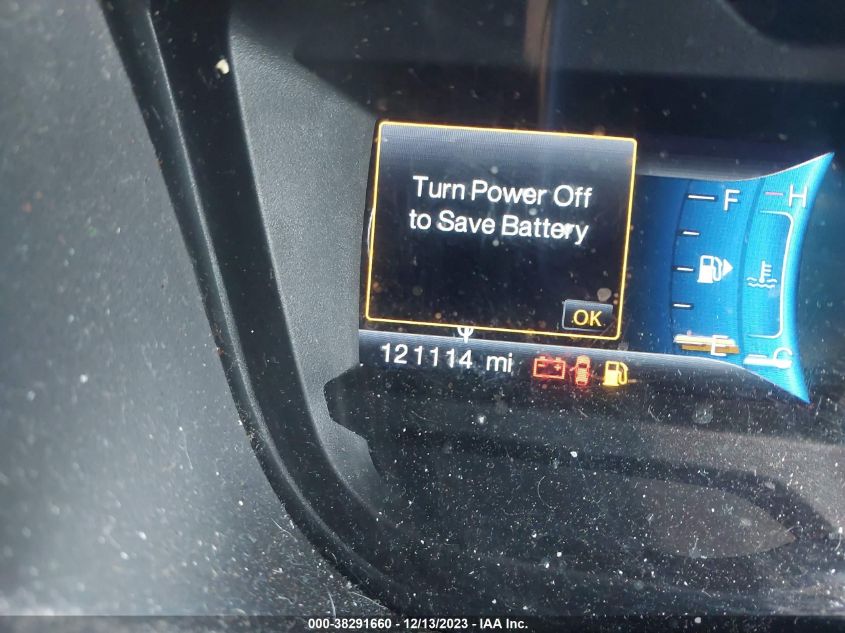 Turn Power Off
to Save Battery
OK
F
H
E
C
121114 mi
000-38291660 - 12/13/2023 - IAA Inc.